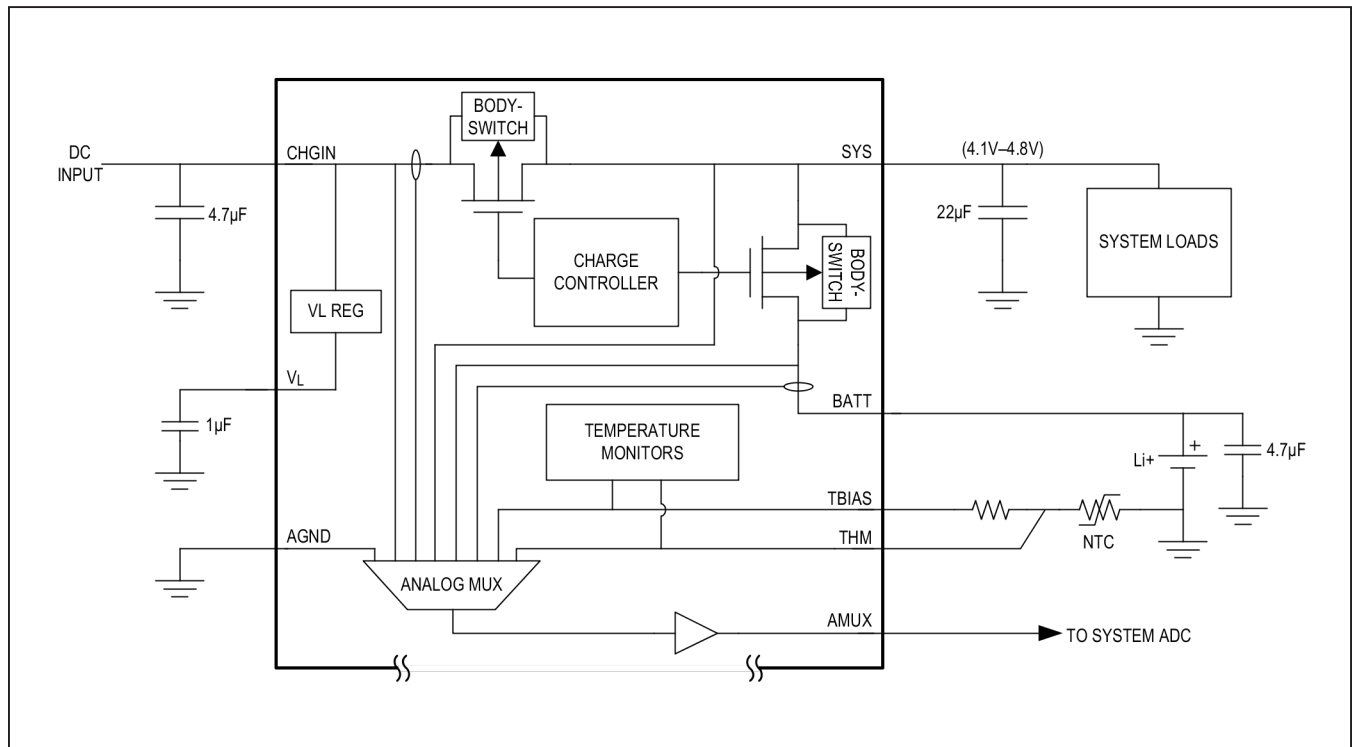 BODY-
SWITCH
DC
INPUT
CHGIN
SYS
(4.1V–4.8V)
4.7µF
CHARGE
CONTROLLER
BODY-
SWITCH
22µF
SYSTEM LOADS
VL REG
VL
1µF
BATT
TEMPERATURE
MONITORS
Li+
+
4.7µF
TBIAS
AGND
THM
NTC
ANALOG MUX
AMUX
TO SYSTEM ADC